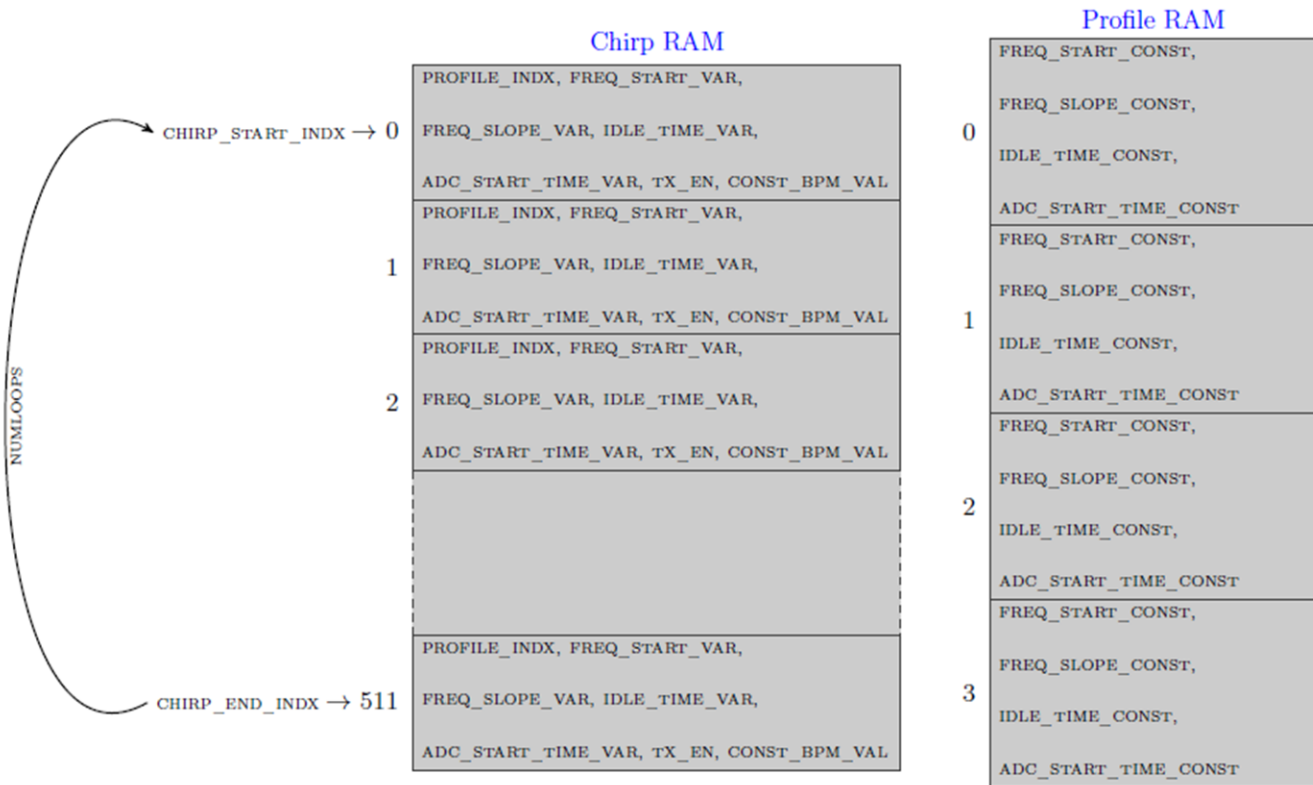 Chirp RAM
CHIRP_START_INDX → 0
PROFILE_INDX, FREQ_START_VAR,
FREQ_SLOPE_VAR, IDLE_TIME_VAR,
ADC_START_TIME_VAR, TX_EN, CONST_BPM_VAL
1
PROFILE_INDX, FREQ_START_VAR,
FREQ_SLOPE_VAR, IDLE_TIME_VAR,
ADC_START_TIME_VAR, TX_EN, CONST_BPM_VAL
2
PROFILE_INDX, FREQ_START_VAR,
FREQ_SLOPE_VAR, IDLE_TIME_VAR,
ADC_START_TIME_VAR, TX_EN, CONST_BPM_VAL
NUMLOOPS
CHIRP_END_INDX → 511
PROFILE_INDX, FREQ_START_VAR,
FREQ_SLOPE_VAR, IDLE_TIME_VAR,
ADC_START_TIME_VAR, TX_EN, CONST_BPM_VAL
Profile RAM
0
FREQ_START_CONST,
FREQ_SLOPE_CONST,
IDLE_TIME_CONST,
ADC_START_TIME_CONST
1
FREQ_START_CONST,
FREQ_SLOPE_CONST,
IDLE_TIME_CONST,
ADC_START_TIME_CONST
2
FREQ_START_CONST,
FREQ_SLOPE_CONST,
IDLE_TIME_CONST,
ADC_START_TIME_CONST
3
FREQ_START_CONST,
FREQ_SLOPE_CONST,
IDLE_TIME_CONST,
ADC_START_TIME_CONST